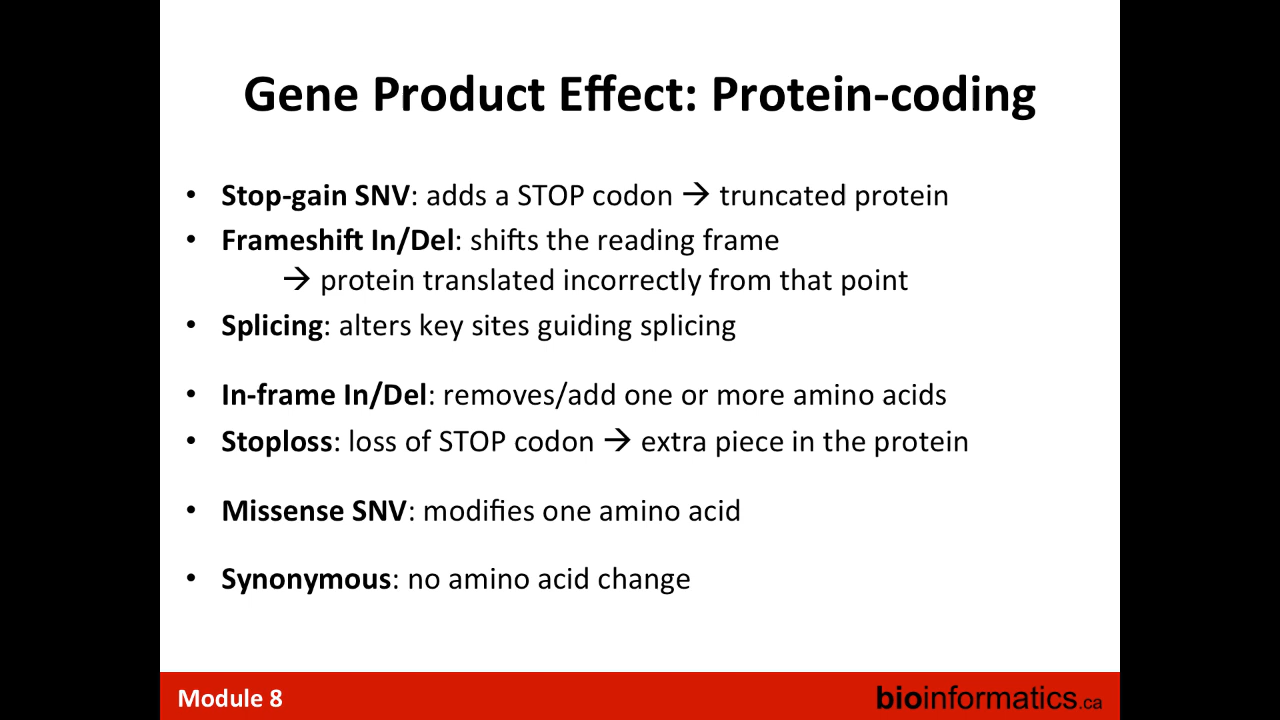 Gene Product Effect: Protein-coding
• Stop-gain SNV: adds a STOP codon → truncated protein
• Frameshift In/Del: shifts the reading frame
→ protein translated incorrectly from that point
• Splicing: alters key sites guiding splicing
• In-frame In/Del: removes/add one or more amino acids
• Stoploss: loss of STOP codon → extra piece in the protein
• Missense SNV: modifies one amino acid
• Synonymous: no amino acid change
Module 8
bioinformatics.ca